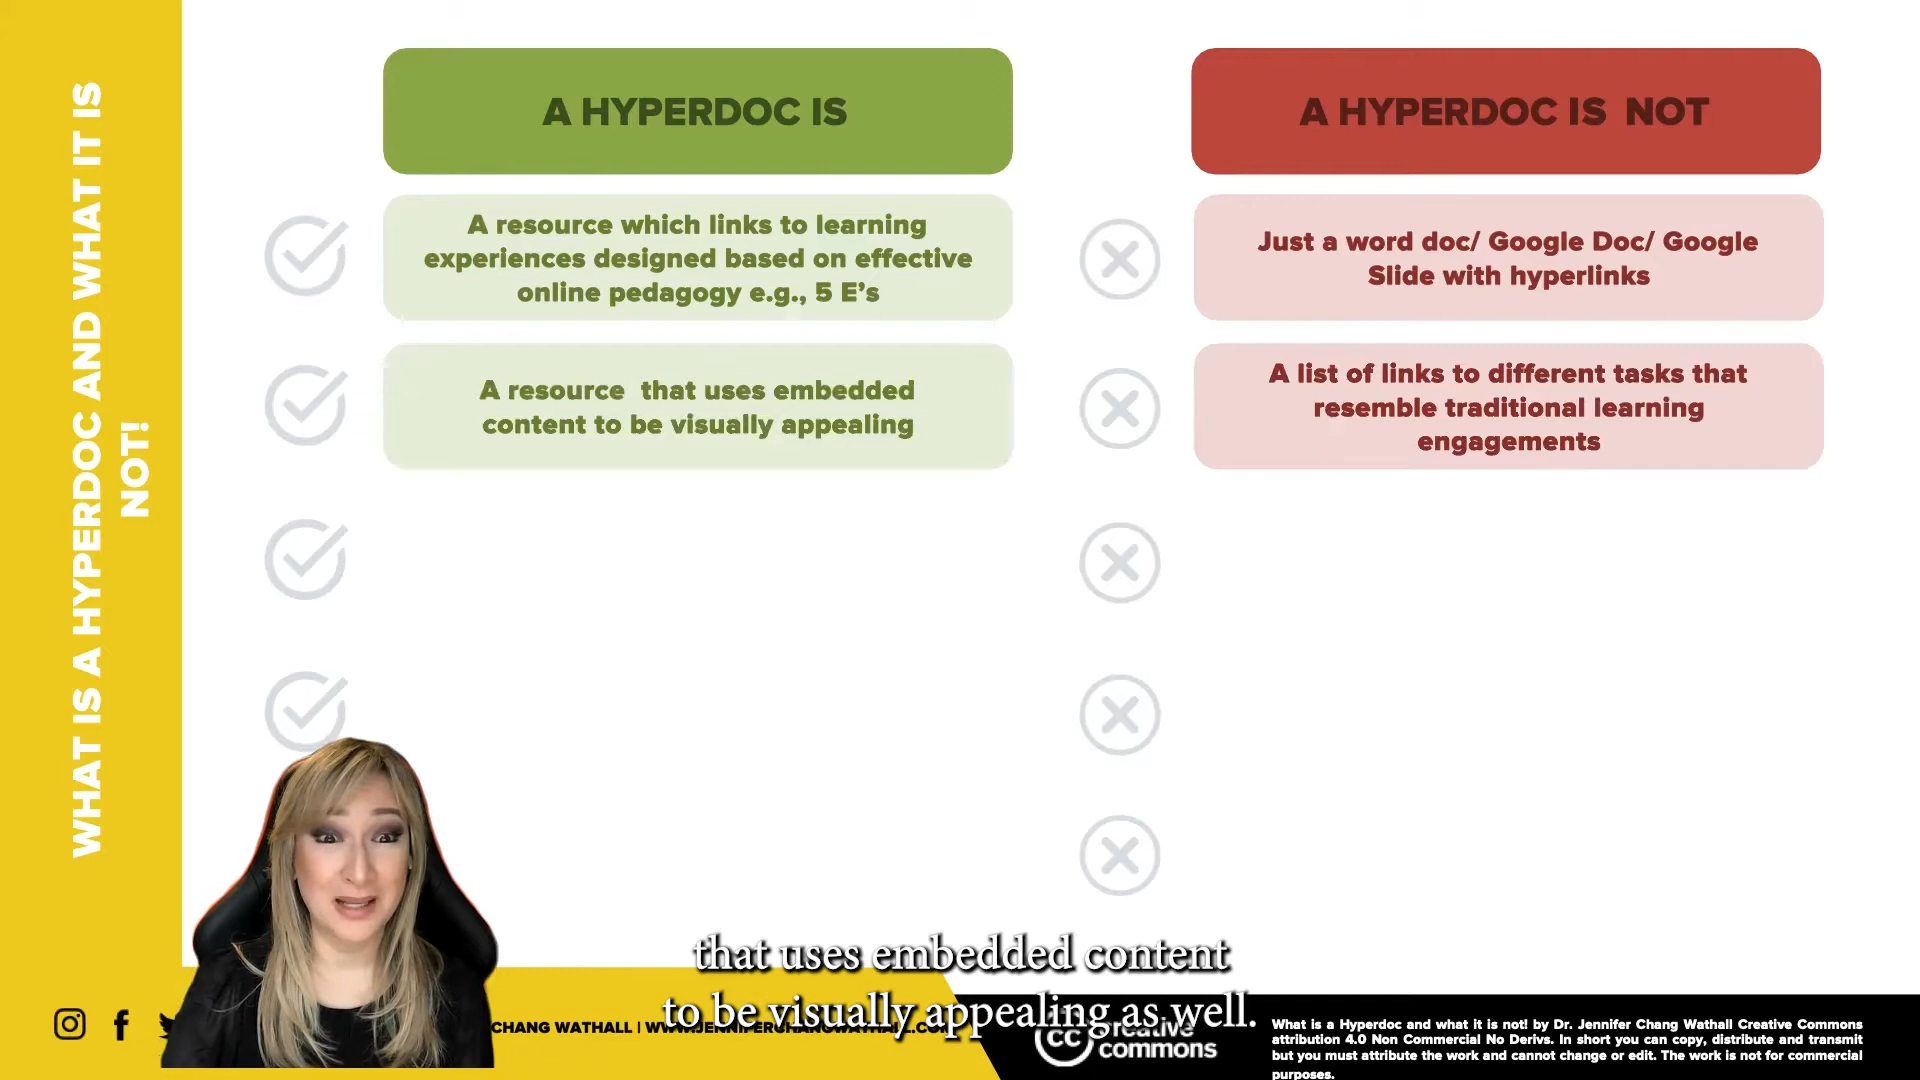 WHAT IS A HYPERDOC AND WHAT IT IS
NOT!
A HYPERDOC IS
A resource which links to learning
experiences designed based on effective
online pedagogy e.g., 5 E's
A resource that uses embedded
content to be visually appealing
A HYPERDOC IS NOT
Just a word doc/ Google Doc/ Google
Slide with hyperlinks
A list of links to different tasks that
resemble traditional learning
engagements
that uses embedded content
to be visually appealing as well.
CHANG WATHALL | WWW.JENNIFERCHANGWATHALL.COM
cc creative
commons
What is a Hyperdoc and what it is not! by Dr. Jennifer Chang Wathall Creative Commons
attribution 4.0 Non Commercial No Derivs. In short you can copy, distribute and transmit
but you must attribute the work and cannot change or edit. The work is not for commercial
purposes.